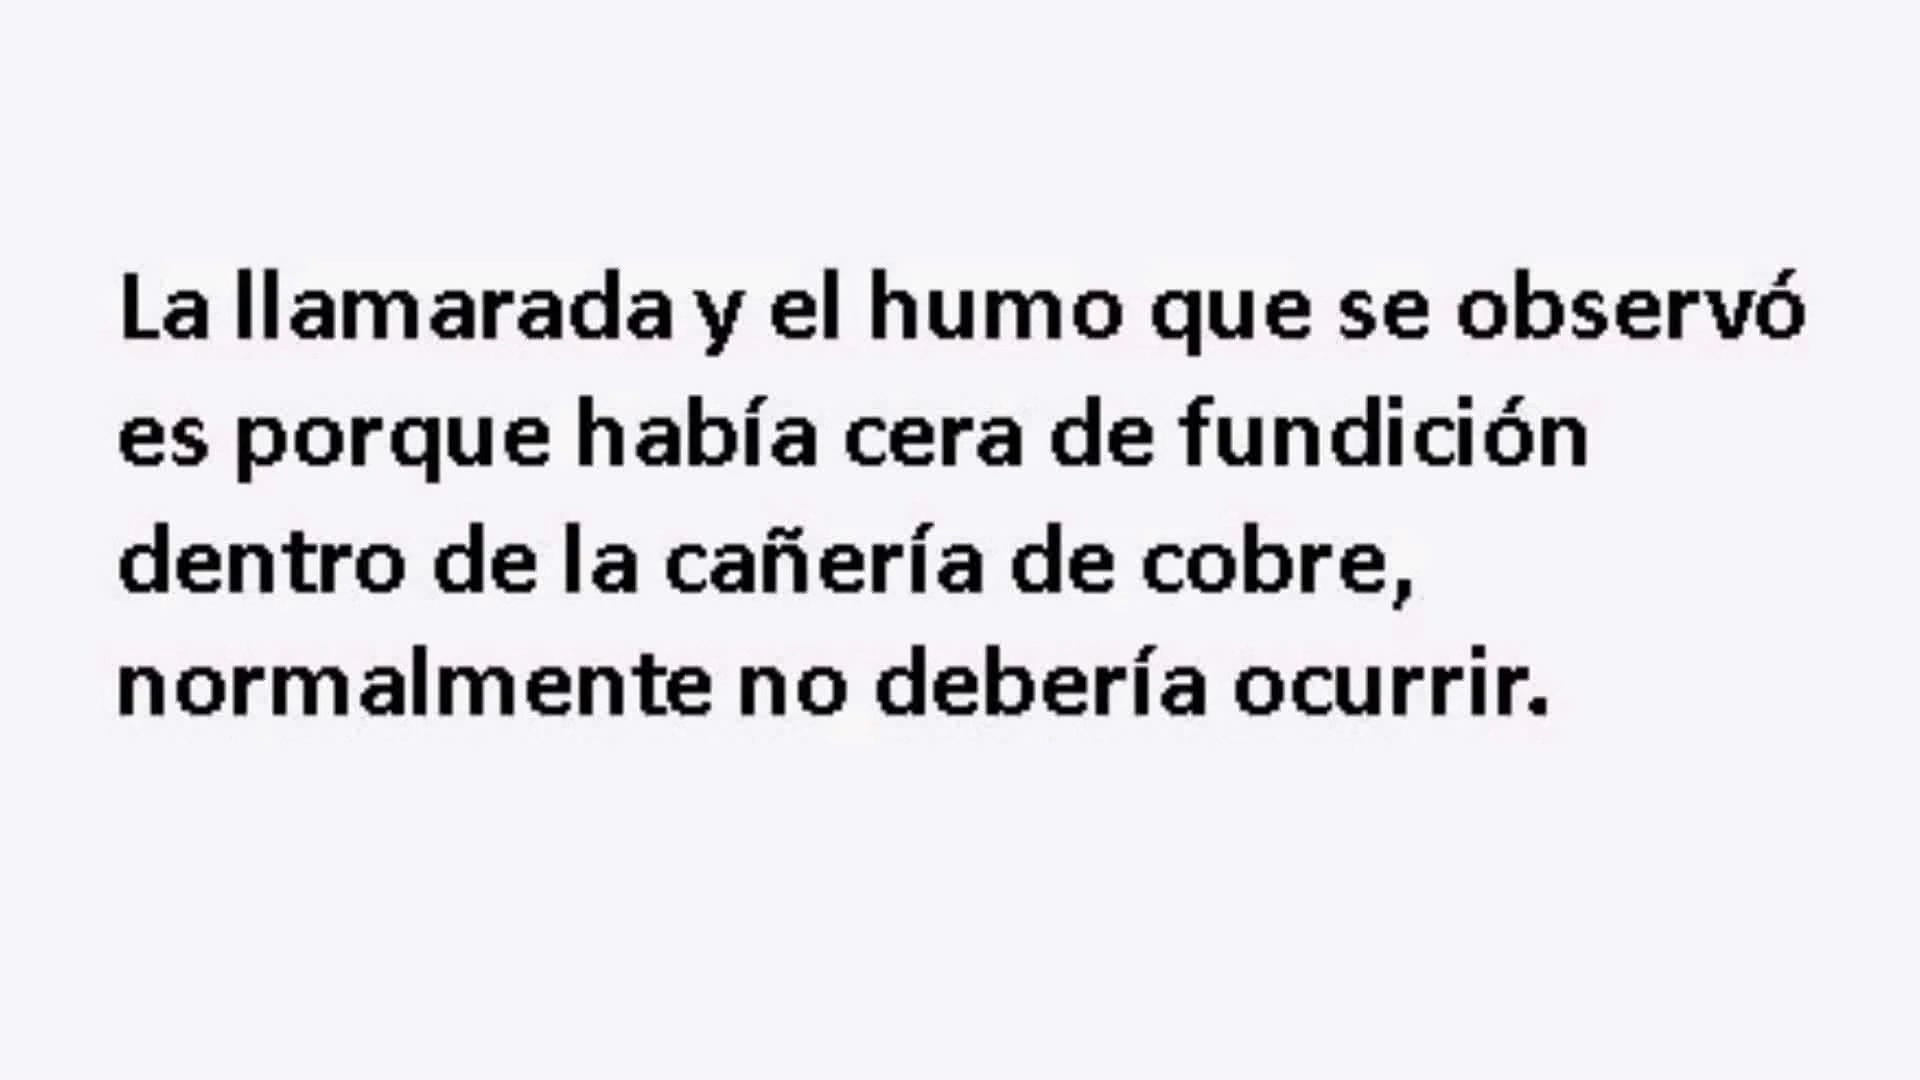 La llamarada y el humo que se observó
es porque había cera de fundición
dentro de la cañería de cobre,
normalmente no debería ocurrir.